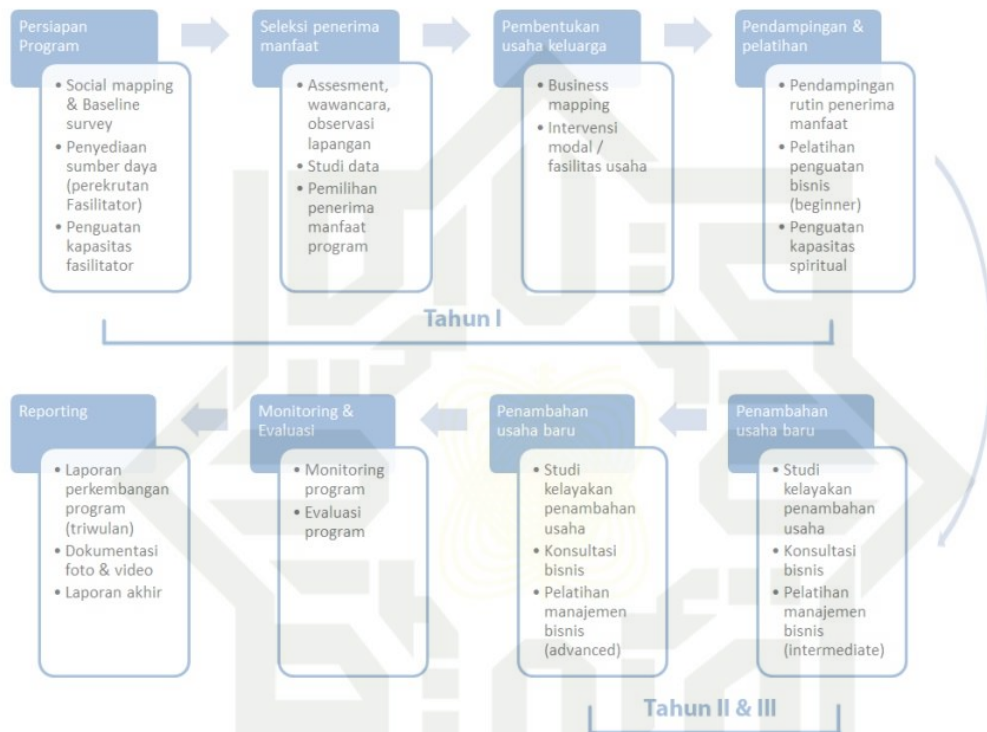 Persiapan
Program
• Social mapping
& Baseline
survey
• Penyediaan
sumber daya
(perekrutan
Fasilitator)
• Penguatan
kapasitas
fasilitator
Seleksi penerima
manfaat
• Assesment,
wawancara,
observasi
lapangan
• Studi data
• Pemilihan
penerima
manfaat
program
Pembentukan
usaha keluarga
• Business
mapping
• Intervensi
modal /
fasilitas usaha
Pendampingan &
pelatihan
• Pendampingan
rutin penerima
manfaat
• Pelatihan
penguatan
bisnis
(beginner)
• Penguatan
kapasitas
spiritual
Tahun I
Penambahan
usaha baru
• Studi
kelayakan
penambahan
usaha
• Konsultasi
bisnis
• Pelatihan
manajemen
bisnis
(intermediate)
Penambahan
usaha baru
• Studi
kelayakan
penambahan
usaha
• Konsultasi
bisnis
• Pelatihan
manajemen
bisnis
(advanced)
Monitoring &
Evaluasi
• Monitoring
program
• Evaluasi
program
Reporting
• Laporan
perkembangan
program
(triwulan)
• Dokumentasi
foto & video
• Laporan akhir
Tahun II & III